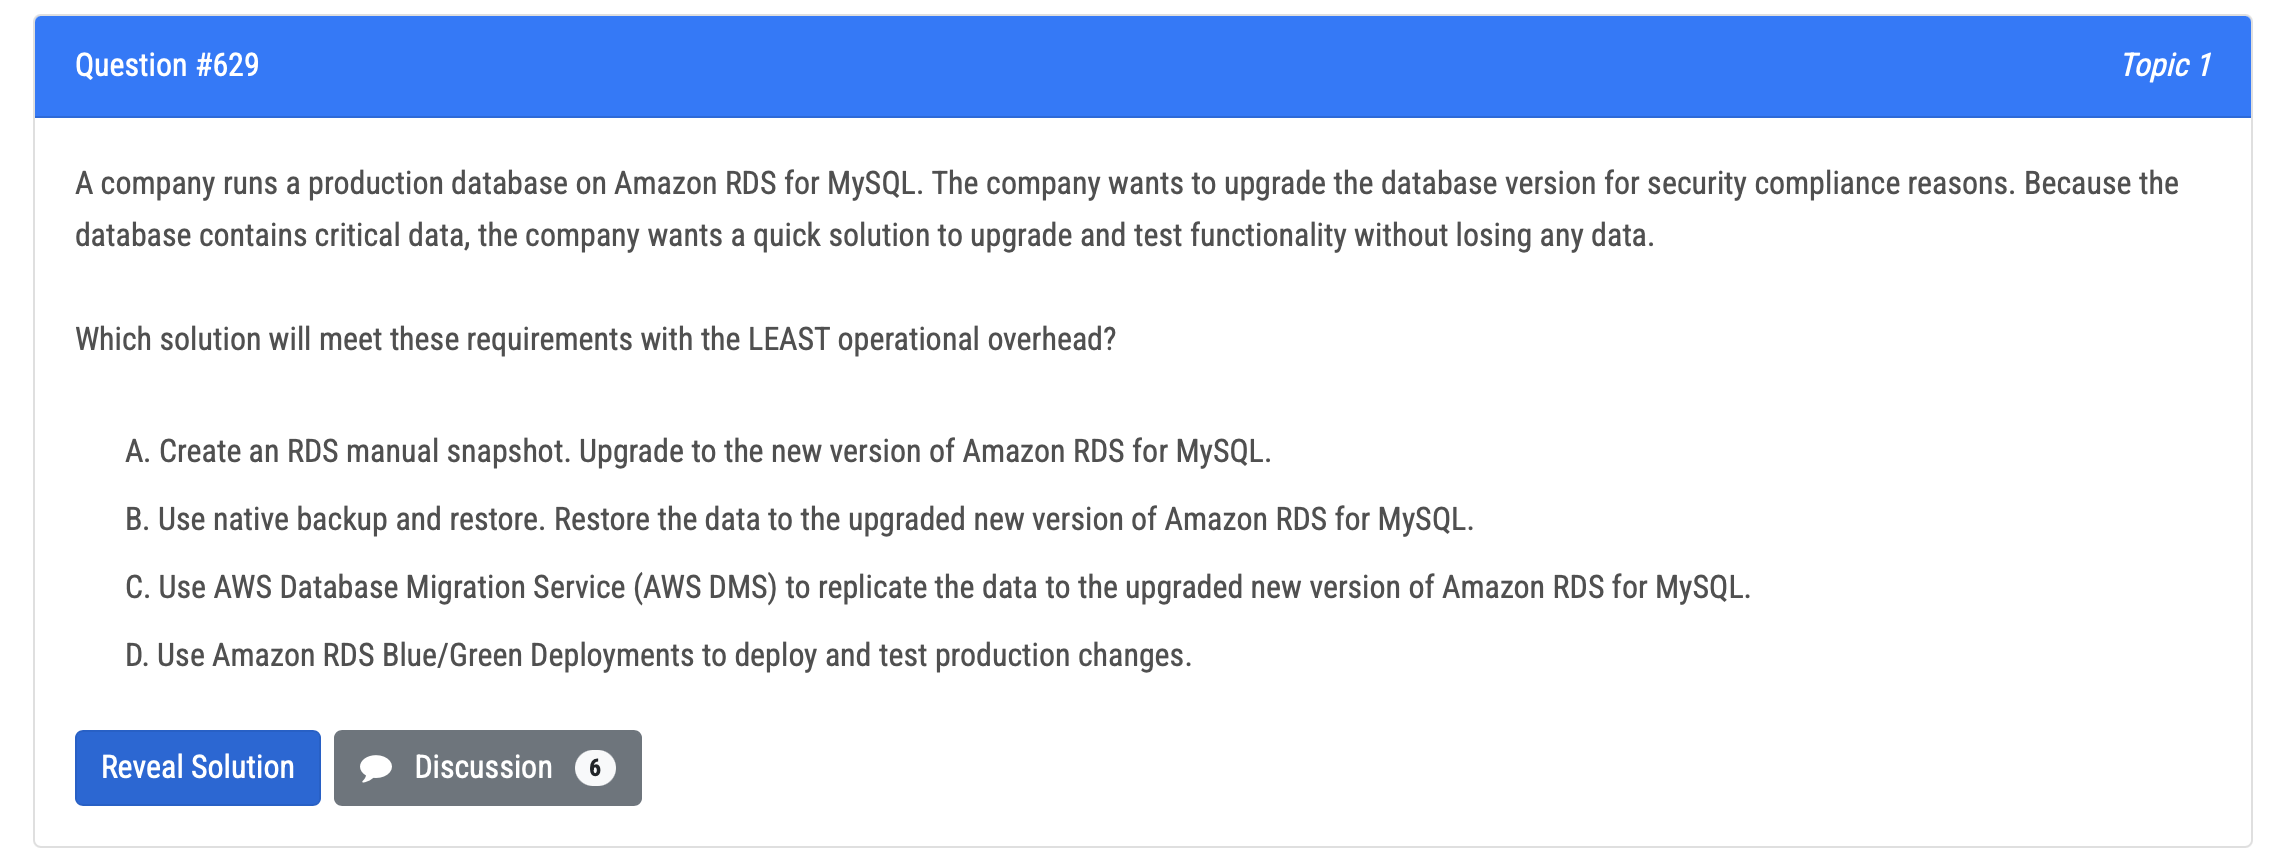 Question #629
Topic 1
A company runs a production database on Amazon RDS for MySQL. The company wants to upgrade the database version for security compliance reasons. Because the
database contains critical data, the company wants a quick solution to upgrade and test functionality without losing any data.
Which solution will meet these requirements with the LEAST operational overhead?
A. Create an RDS manual snapshot. Upgrade to the new version of Amazon RDS for MySQL.
B. Use native backup and restore. Restore the data to the upgraded new version of Amazon RDS for MySQL.
C. Use AWS Database Migration Service (AWS DMS) to replicate the data to the upgraded new version of Amazon RDS for MySQL.
D. Use Amazon RDS Blue/Green Deployments to deploy and test production changes.
Reveal Solution
Discussion 6